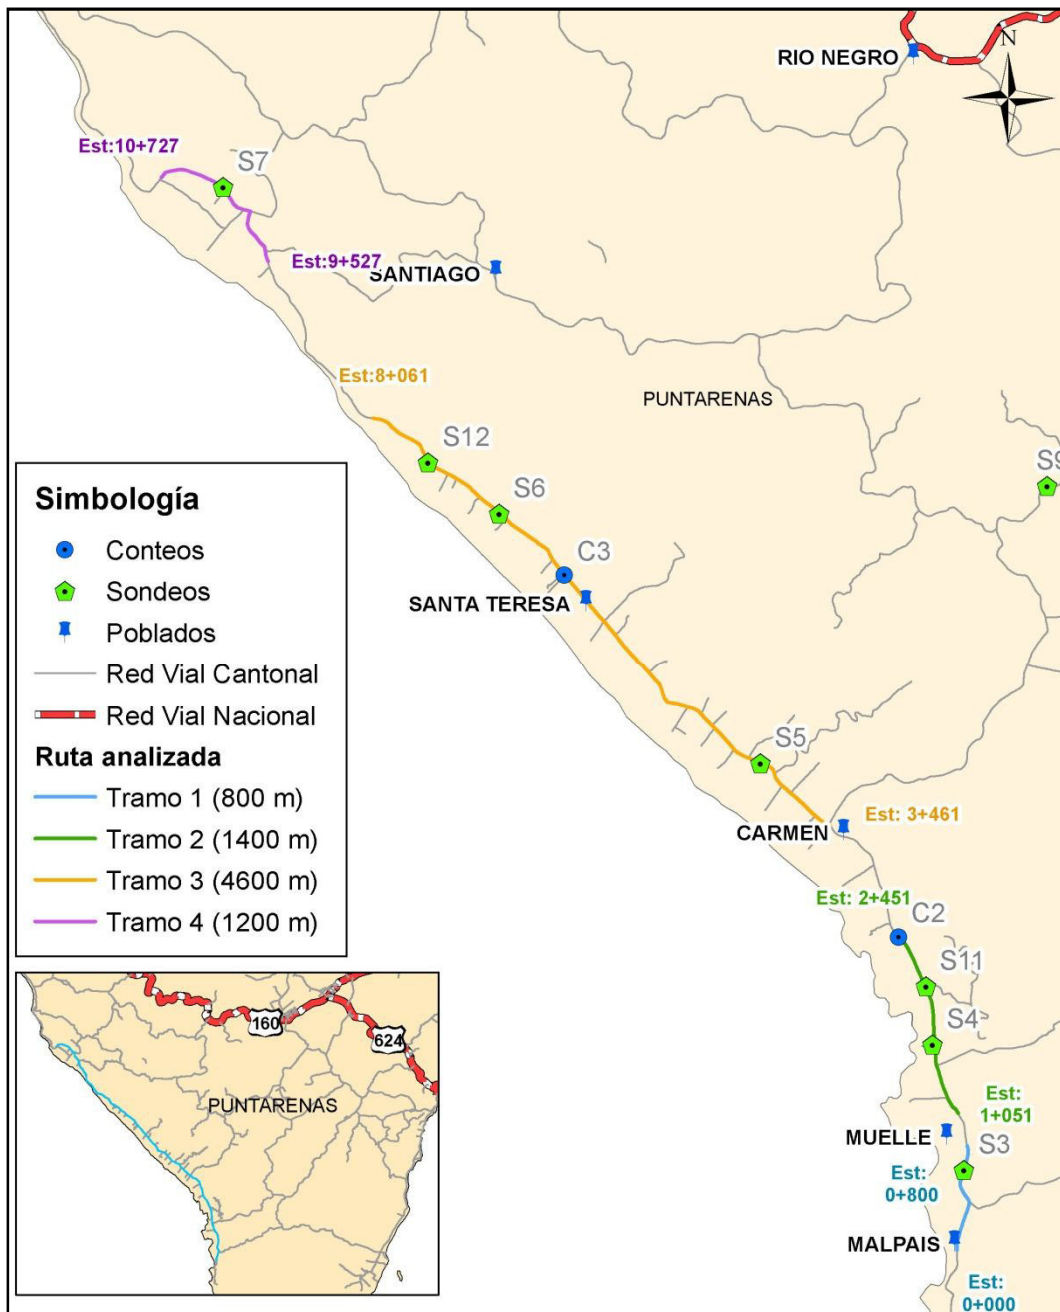 RIO NEGRO
N
Est:10+727
S7
Est:9+527
SANTIAGO
Est:8+061
PUNTARENAS
S12
S9
S6
C3
SANTA TERESA
S5
CARMEN
Est: 3+461
Est: 2+451
C2
S11
S4
Est:
1+051
MUELLE
S3
Est:
0+800
MALPAIS
Est:
0+000
Simbología
Conteos
Sondeos
Poblados
Red Vial Cantonal
Red Vial Nacional
Ruta analizada
Tramo 1 (800 m)
Tramo 2 (1400 m)
Tramo 3 (4600 m)
Tramo 4 (1200 m)
160
624
PUNTARENAS